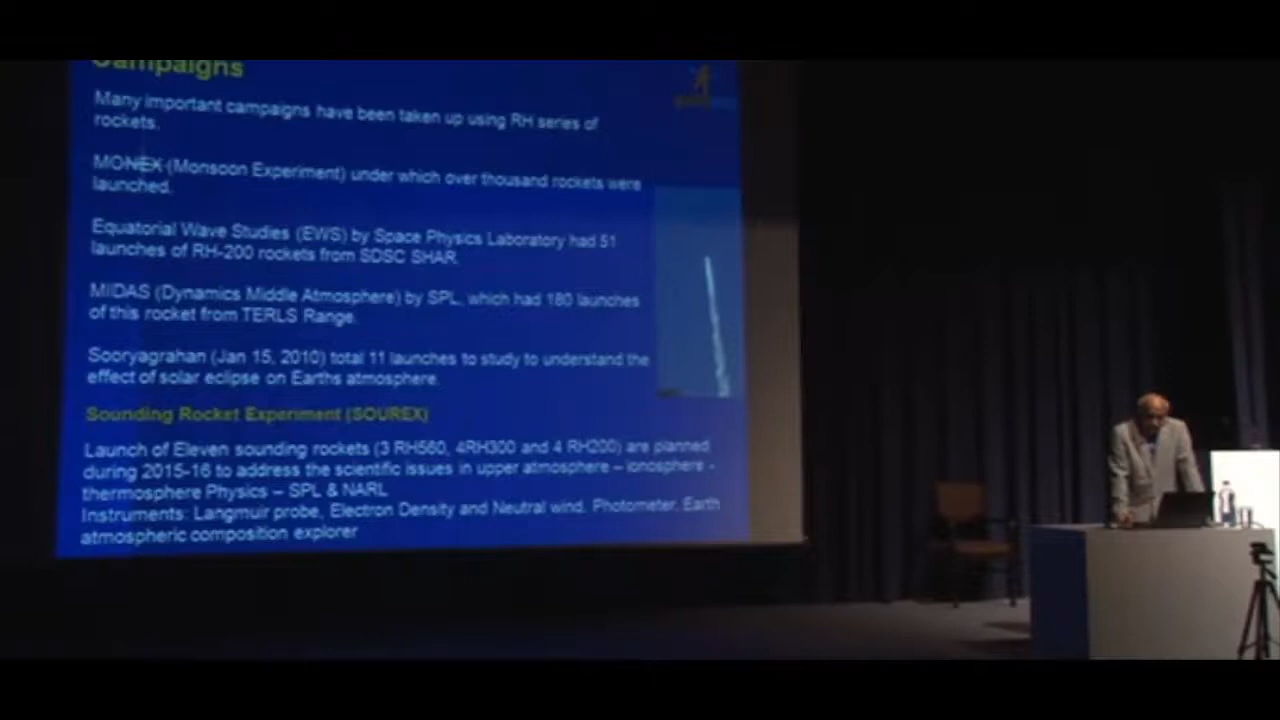 Campaigns
Many important campaigns have been taken up using RH series of
rockets.
MONEX (Monsoon Experiment) under which over thousand rockets were
launched.
Equatorial Wave Studies (EWS) by Space Physics Laboratory had 51
launches of RH-200 rockets from SDSC SHAR
MIDAS (Dynamics Middle Atmosphere) by SPL, which had 180 launches
of this rocket from TERLS Range.
Sooryagrahan (Jan 15, 2010) total 11 launches to study to understand the
effect of solar eclipse on Earths atmosphere.
Sounding Rocket Experiment (SOUREX)
Launch of Eleven sounding rockets (3 RH560, 4RH300 and 4 RH200) are planned
during 2015-16 to address the scientific issues in upper atmosphere – ionosphere -
thermosphere Physics – SPL & NARL
Instruments: Langmuir probe, Electron Density and Neutral wind, Photometer, Earth
atmospheric composition explorer